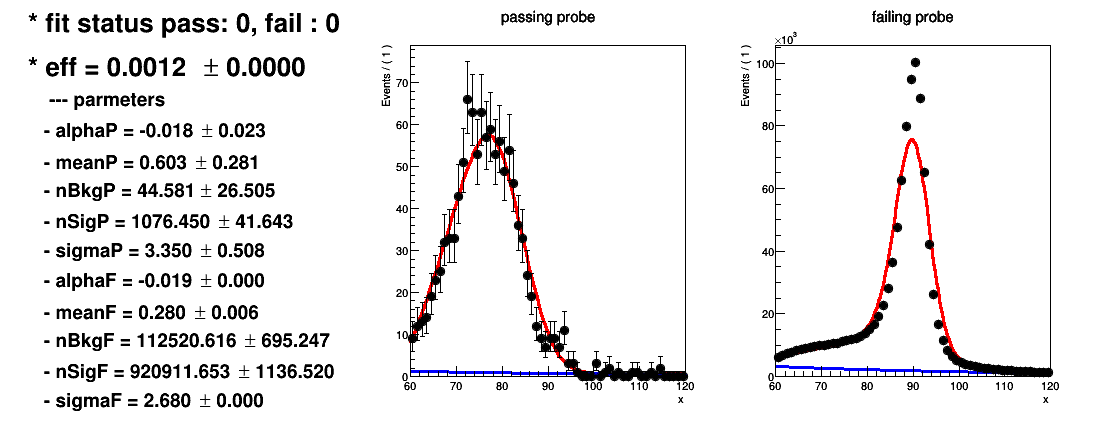 * fit status pass: 0, fail : 0
* eff = 0.0012 ± 0.0000
--- parmeters
- alphaP = -0.018 ± 0.023
- meanP = 0.603 ± 0.281
- nBkgP = 44.581 ± 26.505
- nSigP = 1076.450 ± 41.643
- sigmaP = 3.350 ± 0.508
- alphaF = -0.019 ± 0.000
- meanF = 0.280 ± 0.006
- nBkgF = 112520.616 ± 695.247
- nSigF = 920911.653 ± 1136.520
- sigmaF = 2.680 ± 0.000
passing probe
Events / ( 1 )
70
60
50
40
30
20
10
0
60 70 80 90 100 110 120
x
failing probe
×10³
Events / ( 1 )
100
80
60
40
20
0
60 70 80 90 100 110 120
x